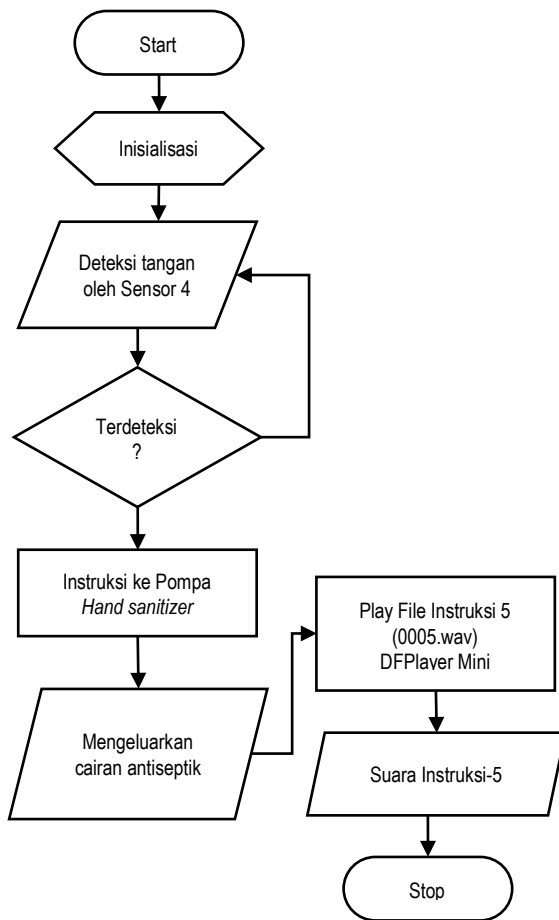 Start
Inisialisasi
Deteksi tangan
oleh Sensor 4
Terdeteksi
?
Instruksi ke Pompa
Hand sanitizer
Mengeluarkan
cairan antiseptik
Play File Instruksi 5
(0005.wav)
DFPlaver Mini
Suara Instruksi-5
Stop